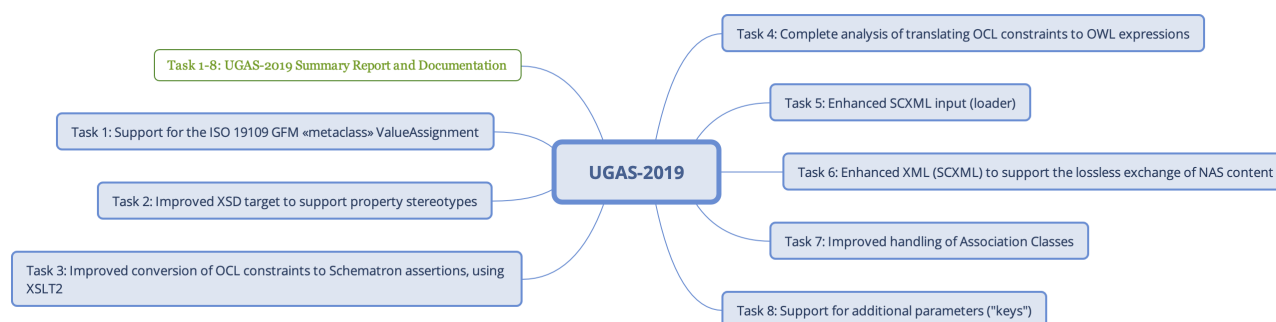 Task 1-8: UGAS-2019 Summary Report and Documentation
Task 1: Support for the ISO 19109 GFM «metaclass» ValueAssignment
Task 2: Improved XSD target to support property stereotypes
Task 3: Improved conversion of OCL constraints to Schematron assertions, using
XSLT2
UGAS-2019
Task 4: Complete analysis of translating OCL constraints to OWL expressions
Task 5: Enhanced SCXML input (loader)
Task 6: Enhanced XML (SCXML) to support the lossless exchange of NAS content
Task 7: Improved handling of Association Classes
Task 8: Support for additional parameters ("keys")